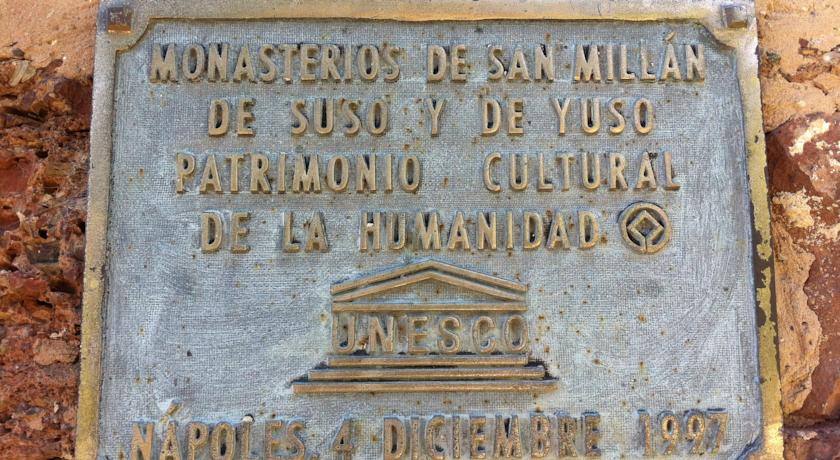 MONASTERIOS DE SAN MILLÁN
DE SUSO Y DE YUSO
PATRIMONIO CULTURAL
DE LA HUMANIDAD
UNESCO
NÁPOLES, 4 DICIEMBRE 1997